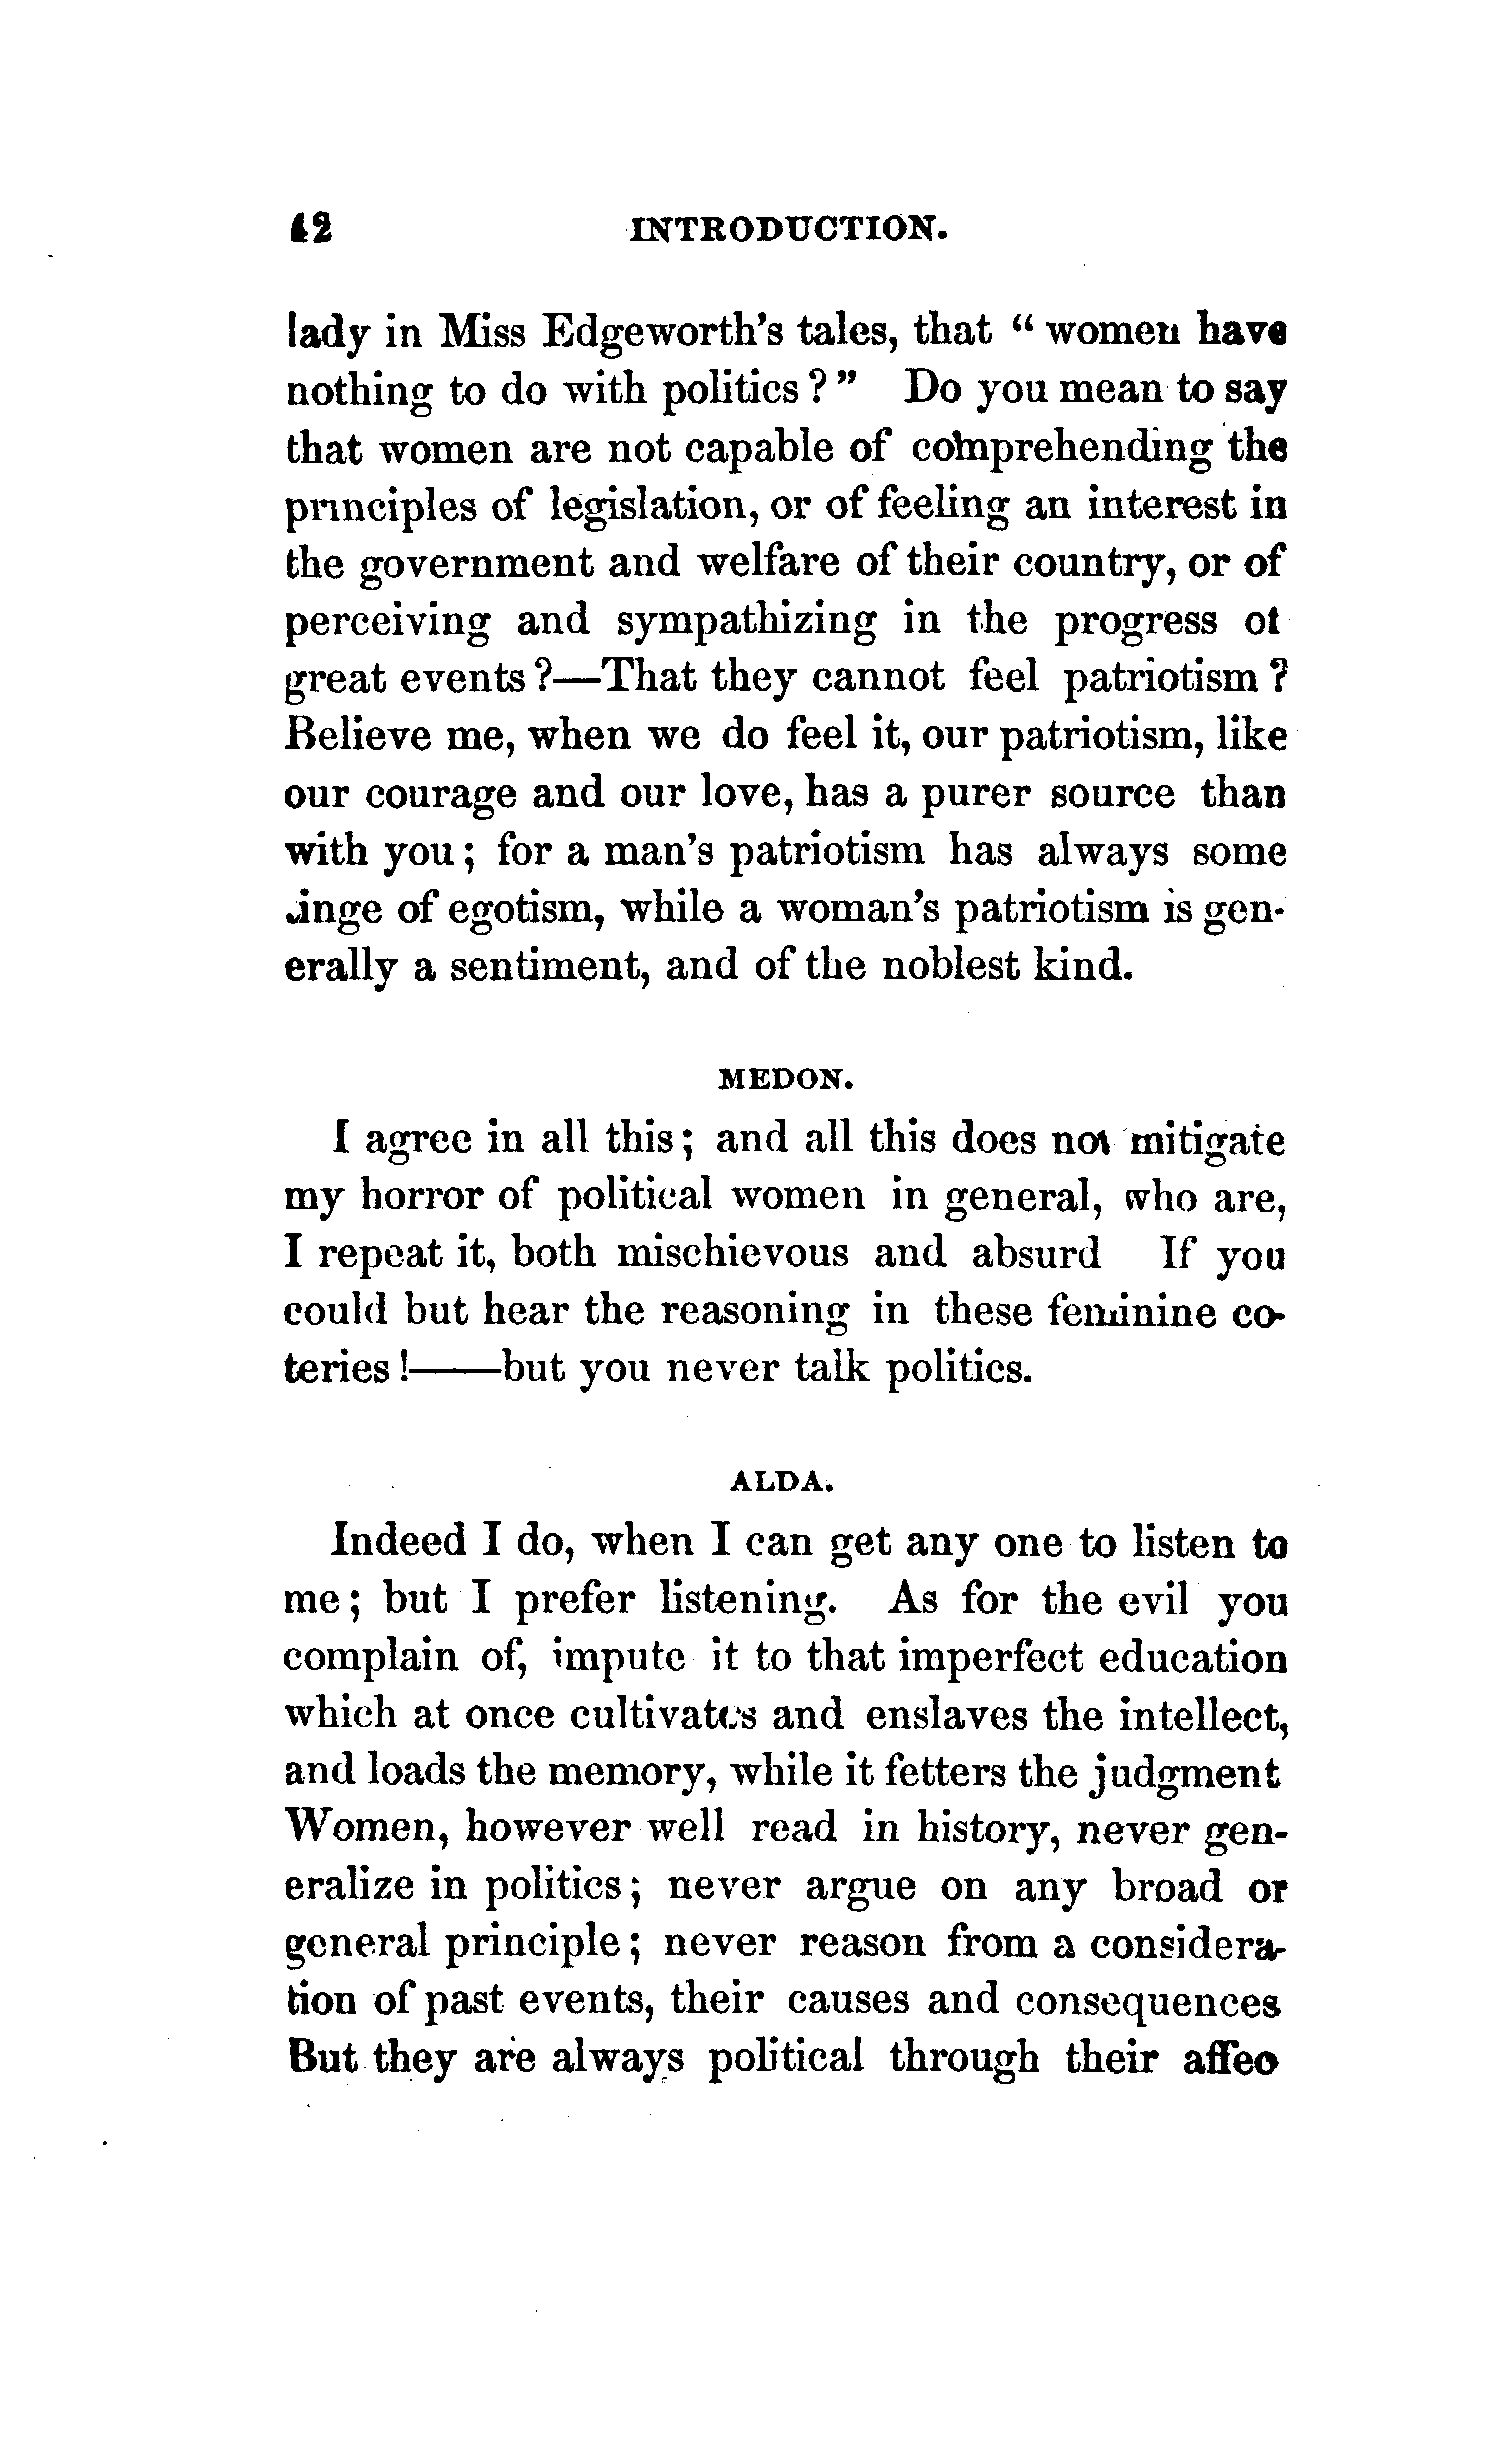 42 INTRODUCTION.
lady in Miss Edgeworth's tales, that " women have
nothing to do with politics ? " Do you mean to say
that women are not capable of comprehending the
principles of legislation, or of feeling an interest in
the government and welfare of their country, or of
perceiving and sympathizing in the progress of
great events ?—That they cannot feel patriotism ?
Believe me, when we do feel it, our patriotism, like
our courage and our love, has a purer source than
with you ; for a man's patriotism has always some
tinge of egotism, while a woman's patriotism is gen-
erally a sentiment, and of the noblest kind.
MEDON.
I agree in all this ; and all this does not mitigate
my horror of political women in general, who are,
I repeat it, both mischievous and absurd If you
could but hear the reasoning in these feminine co-
teries !——but you never talk politics.
ALDA.
Indeed I do, when I can get any one to listen to
me ; but I prefer listening. As for the evil you
complain of, impute it to that imperfect education
which at once cultivates and enslaves the intellect,
and loads the memory, while it fetters the judgment
Women, however well read in history, never gen-
eralize in politics ; never argue on any broad or
general principle ; never reason from a considera-
tion of past events, their causes and consequences
But they are always political through their affec